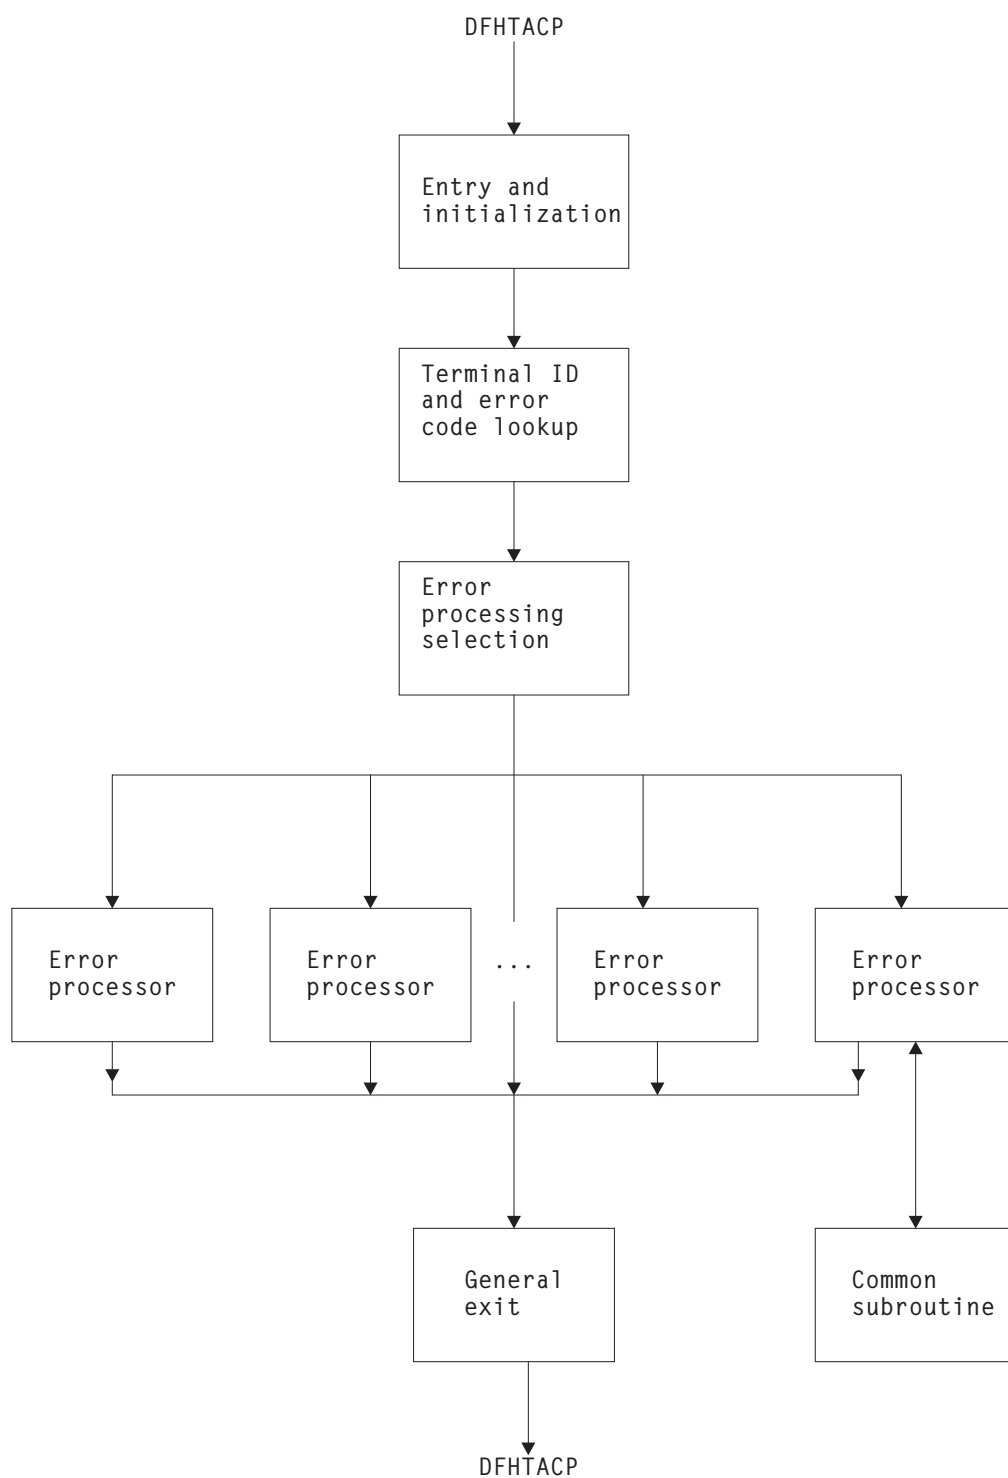 DFHTACP
Entry and
initialization
Terminal ID
and error
code lookup
Error
processing
selection
Error
processor
Error
processor
...
Error
processor
Error
processor
General
exit
Common
subroutine
DFHTACP